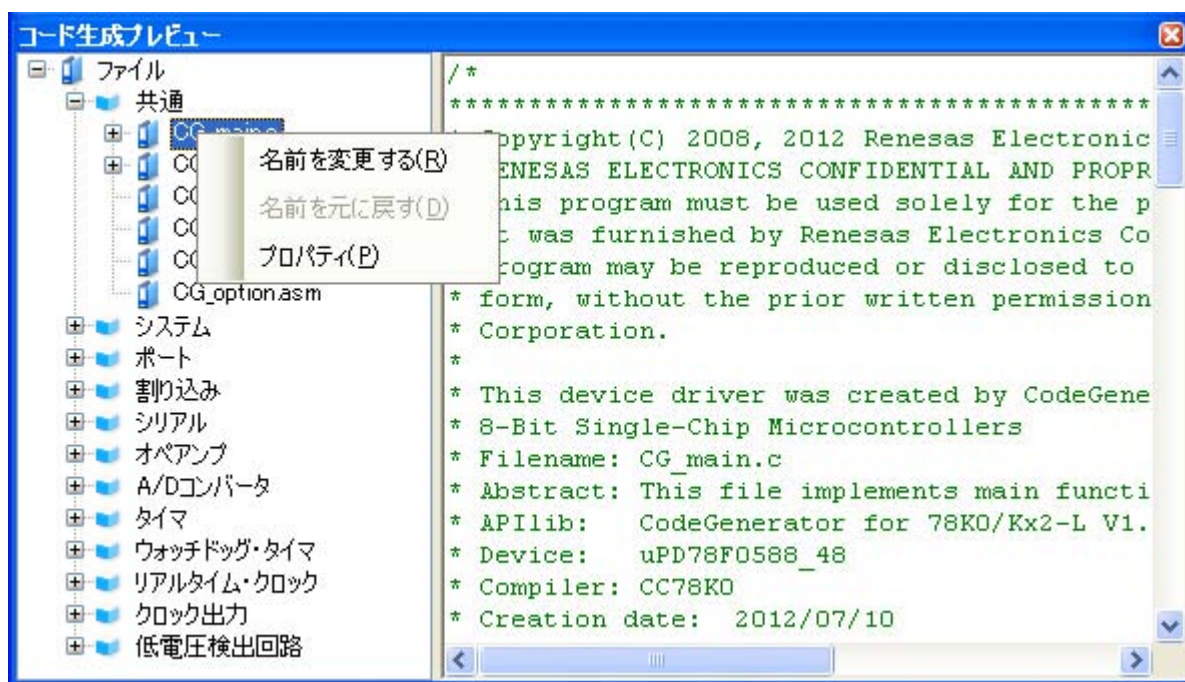 コード生成プレビュー
ファイル
共通
CG_main.c
CG_option.asm
システム
ポート
割り込み
シリアル
オペアンプ
A/Dコンバータ
タイマ
ウォッチドッグ・タイマ
リアルタイム・クロック
クロック出力
低電圧検出回路
名前を変更する(R)
名前を元に戻す(D)
プロパティ(P)
/*
********************************************
opyright(C) 2008, 2012 Renesas Electronic
ENESAS ELECTRONICS CONFIDENTIAL AND PROPR
his program must be used solely for the p
t was furnished by Renesas Electronics Co
rogram may be reproduced or disclosed to
* form, without the prior written permission
* Corporation.
*
* This device driver was created by CodeGene
* 8-Bit Single-Chip Microcontrollers
* Filename: CG_main.c
* Abstract: This file implements main functi
* APIlib: CodeGenerator for 78K0/Kx2-L V1.
* Device: uPD78F0588_48
* Compiler: CC78K0
* Creation date: 2012/07/10